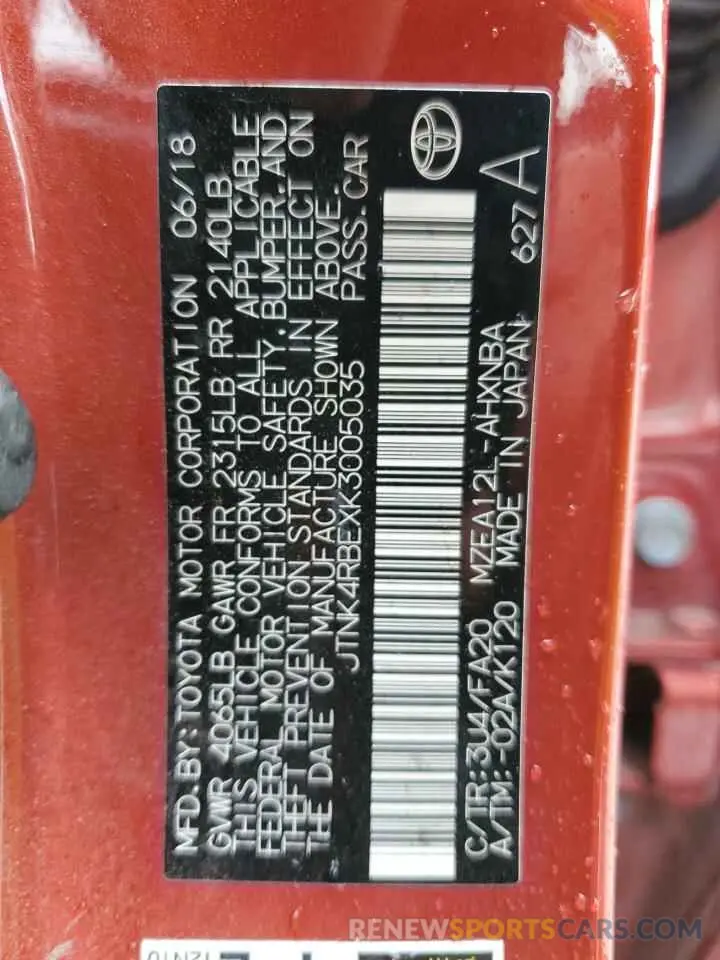 MFD.BY:TOYOTA MOTOR CORPORATION 06/18
GVWR 4065LB GAWR FR 2315LB RR 2140LB
THIS VEHICLE CONFORMS TO ALL APPLICABLE
FEDERAL MOTOR VEHICLE SAFETY.BUMPER.AND
THEFT PREVENTION STANDARDS IN EFFECT ON
THE DATE OF MANUFACTURE SHOWN ABOVE.
JTNK4RBEXK3005035 PASS.CAR
C/TR:3U4/FA20 MZEA12L-AHXNBA
A/TM:-02A/K120 MADE IN JAPAN 627 A
12N10
RENEWSPORTSCARS.COM